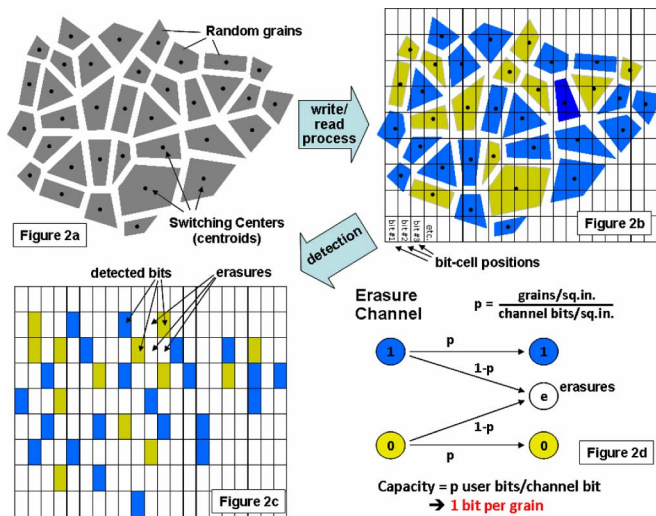 Random grains
write/
read
process
Switching Centers
(centroids)
Figure 2a
Figure 2b
bit#1
bit#2
bit#3
etc.
bit-cell positions
detection
detected bits
erasures
Figure 2c
Erasure
Channel
p = grains/sq.in.
channel bits/sq.in.
1
p
1
1-p
e
erasures
1-p
0
p
0
Figure 2d
Capacity = p user bits/channel bit
➔ 1 bit per grain